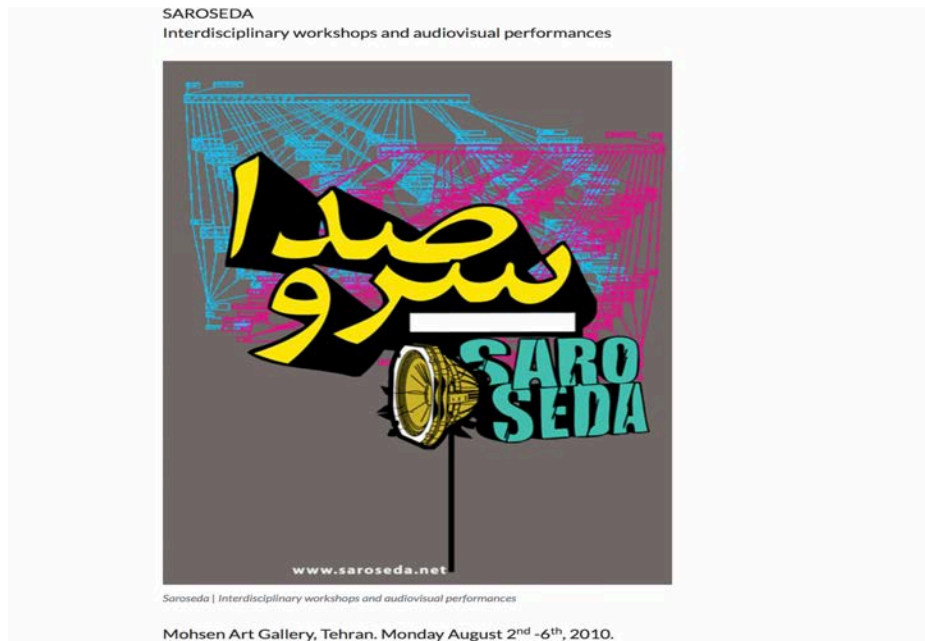 SAROSEDA
Interdisciplinary workshops and audiovisual performances
سر و
صدا
SARO
SEDA
www.saroseda.net
Saroseda | Interdisciplinary workshops and audiovisual performances
Mohsen Art Gallery, Tehran. Monday August 2nd -6th, 2010.